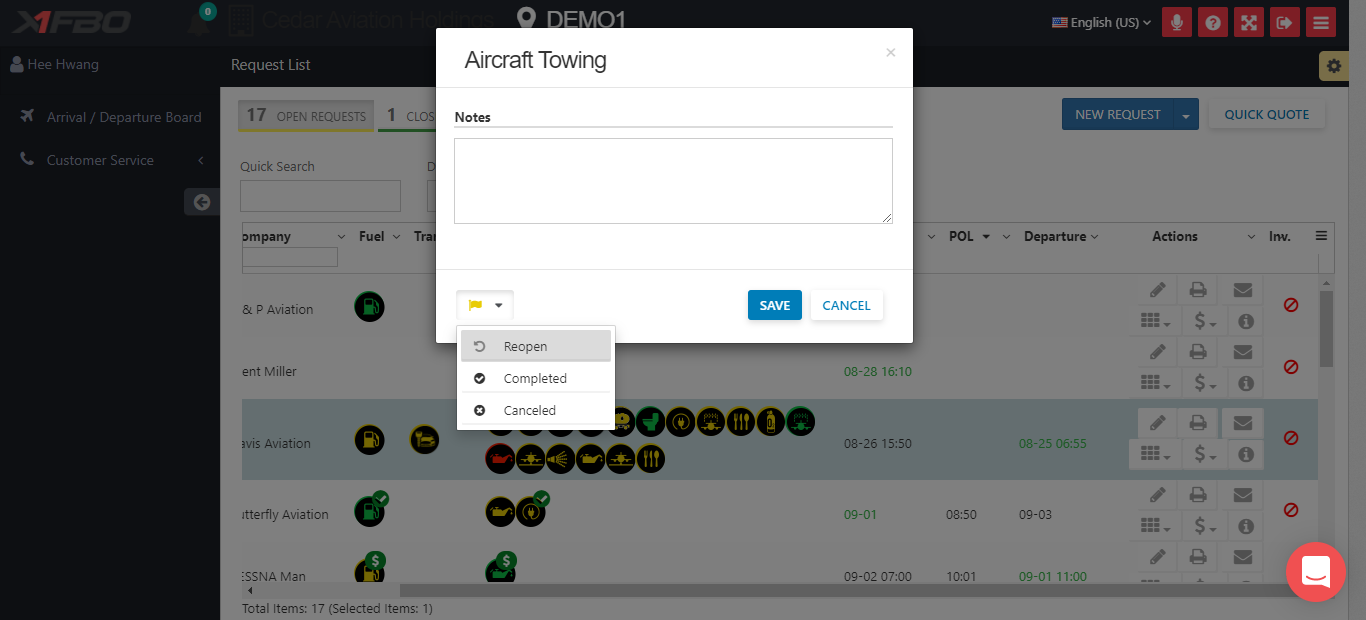 X1FBO
0
Cedar Aviation Holdings
DEMO1
English (US)
Hee Hwang
Request List
Arrival / Departure Board
Customer Service
17 OPEN REQUESTS
1 CLOS
NEW REQUEST
QUICK QUOTE
Quick Search
D
Aircraft Towing
×
Notes
SAVE
CANCEL
Reopen
Completed
Canceled
ompany
Fuel
Tran
POL
Departure
Actions
Inv.
& P Aviation
ent Miller
08-28 16:10
avis Aviation
08-26 15:50
08-25 06:55
utterfly Aviation
09-01
08:50
09-03
ESSNA Man
09-02 07:00
10:01
09-01 11:00
Total Items: 17 (Selected Items: 1)